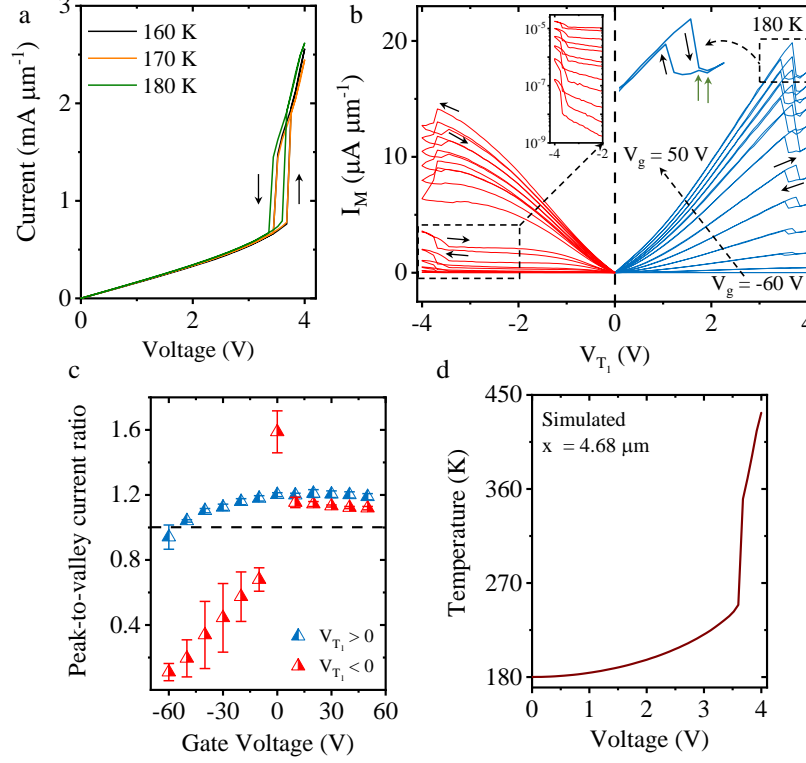 a
Current (mA μm⁻¹)
3
2
1
0
160 K
170 K
180 K
0
2
4
Voltage (V)
b
I_M (μA μm⁻¹)
20
15
10
5
0
10⁻⁵
10⁻⁷
10⁻⁹
-4
-2
180 K
V_g = 50 V
V_g = -60 V
-4
-2
0
2
4
V_T₁ (V)
c
Peak-to-valley current ratio
1.6
1.2
0.8
0.4
V_T₁ > 0
V_T₁ < 0
-60
-30
0
30
60
Gate Voltage (V)
d
Temperature (K)
450
360
270
180
Simulated
x = 4.68 μm
0
1
2
3
4
Voltage (V)